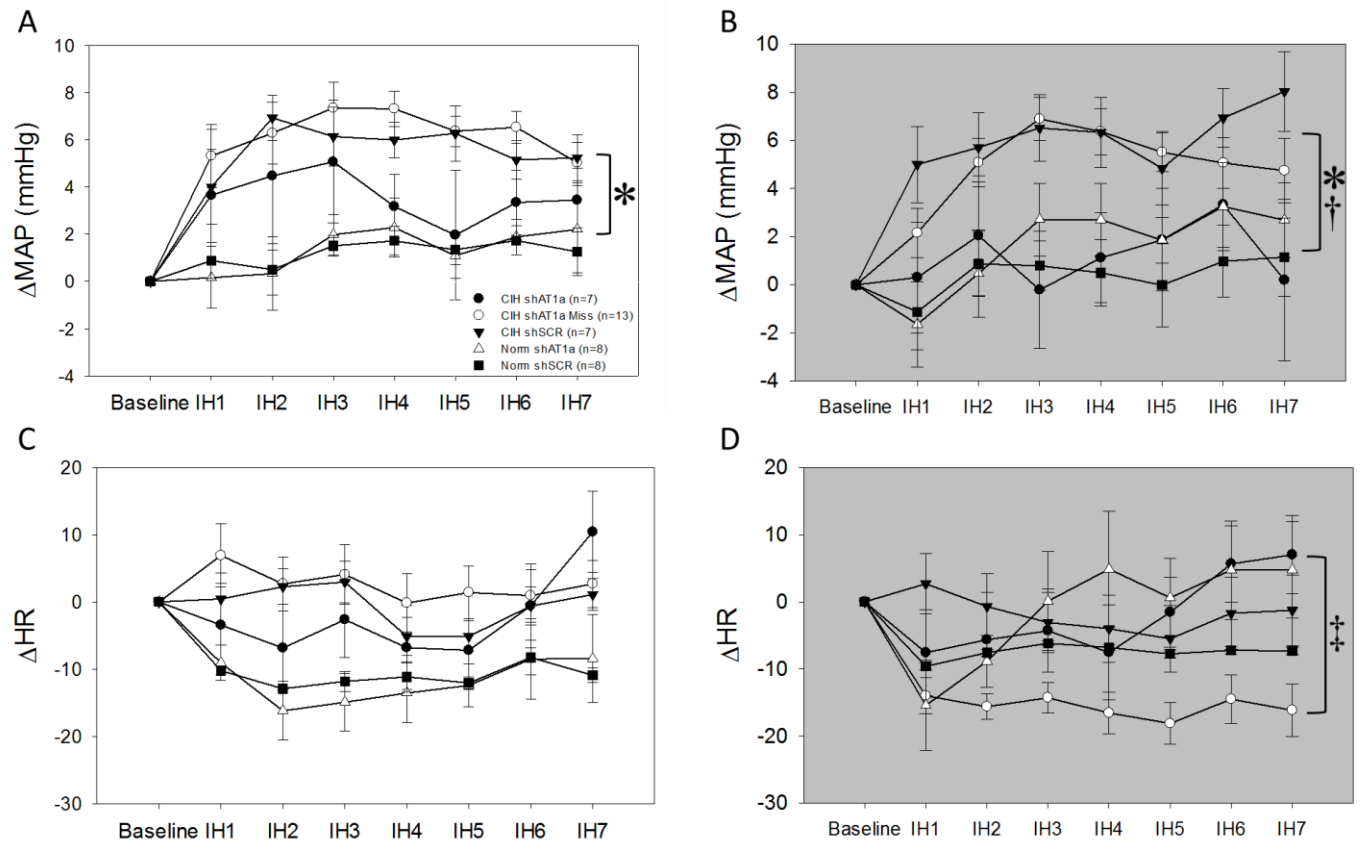 A
10
8
6
4
2
0
-2
-4
ΔMAP (mmHg)
CIH shAT1a (n=7)
CIH shAT1a Miss (n=13)
CIH shSCR (n=7)
Norm shAT1a (n=8)
Norm shSCR (n=8)
*
Baseline IH1 IH2 IH3 IH4 IH5 IH6 IH7
B
10
8
6
4
2
0
-2
-4
ΔMAP (mmHg)
*
†
Baseline IH1 IH2 IH3 IH4 IH5 IH6 IH7
C
20
10
0
-10
-20
-30
ΔHR
Baseline IH1 IH2 IH3 IH4 IH5 IH6 IH7
D
20
10
0
-10
-20
-30
ΔHR
‡
Baseline IH1 IH2 IH3 IH4 IH5 IH6 IH7